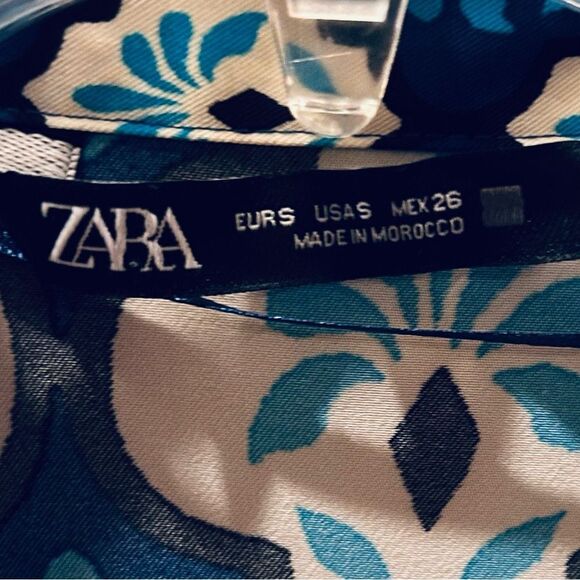 ZARA
EUR S USA S MEX 26
MADE IN MOROCCO